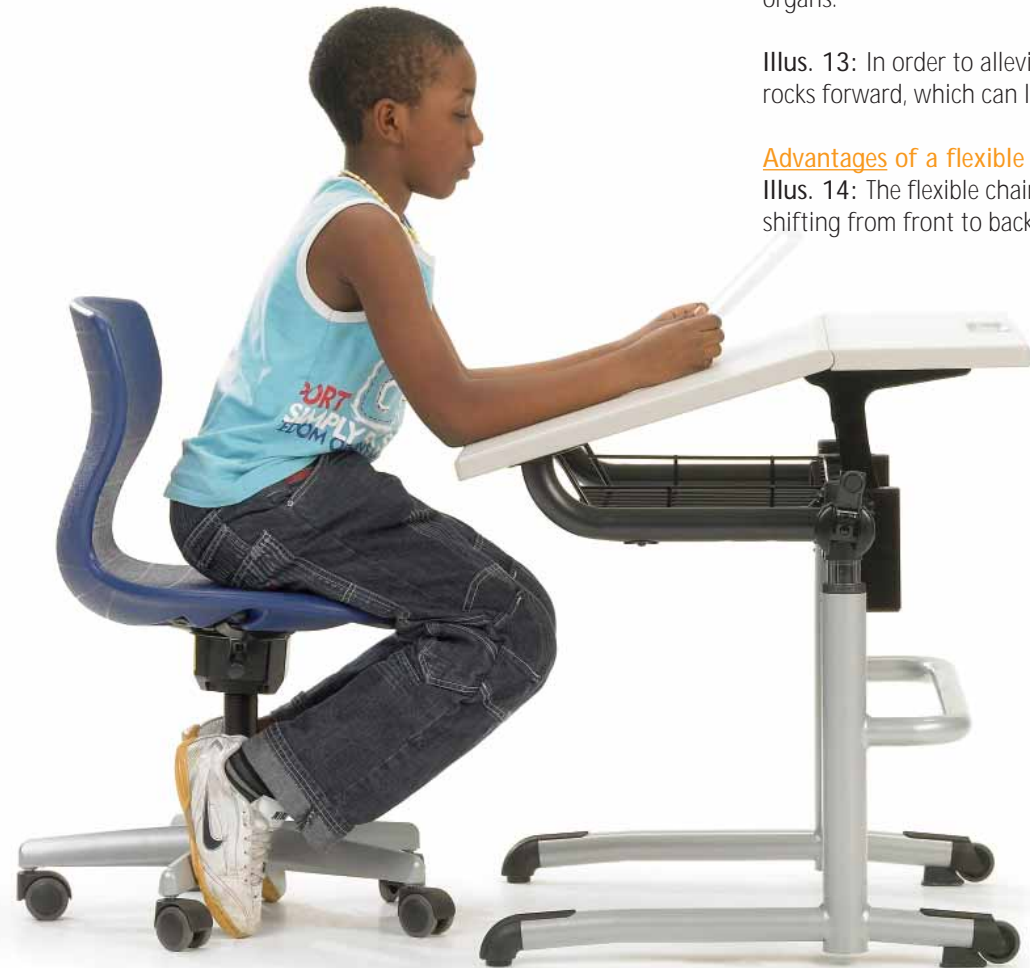 organs.
Illus. 13: In order to allevi
rocks forward, which can l
Advantages of a flexible
Illus. 14: The flexible chair
shifting from front to back
PORT
SIMPLY